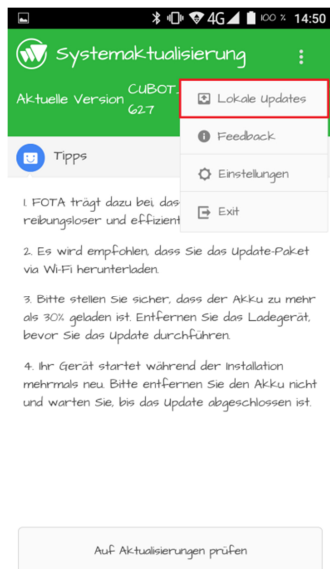 4G 100 % 14:50
Systemaktualisierung
Aktuelle Version CUBOT.
627
Lokale Updates
Feedback
Einstellungen
Exit
Tipps
1. FOTA trägt dazu bei, das
reibungsloser und effizient
2. Es wird empfohlen, dass Sie das Update-Paket
via Wi-Fi herunterladen.
3. Bitte stellen Sie sicher, dass der Akku zu mehr
als 30% geladen ist. Entfernen Sie das Ladegerät,
bevor Sie das Update durchführen.
4. Ihr Gerät startet während der Installation
mehrmals neu. Bitte entfernen Sie den Akku nicht
und warten Sie, bis das Update abgeschlossen ist.
Auf Aktualisierungen prüfen